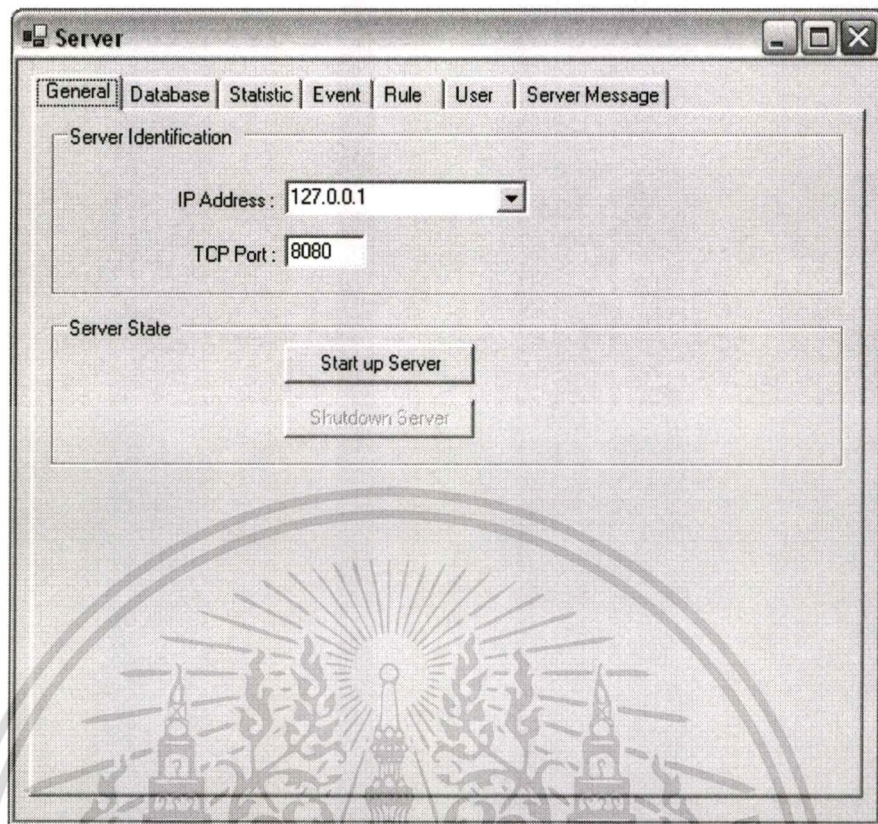 Server
General Database Statistic Event Rule User Server Message
Server Identification
IP Address : 127.0.0.1
TCP Port : 8080
Server State
Start up Server
Shutdown Server